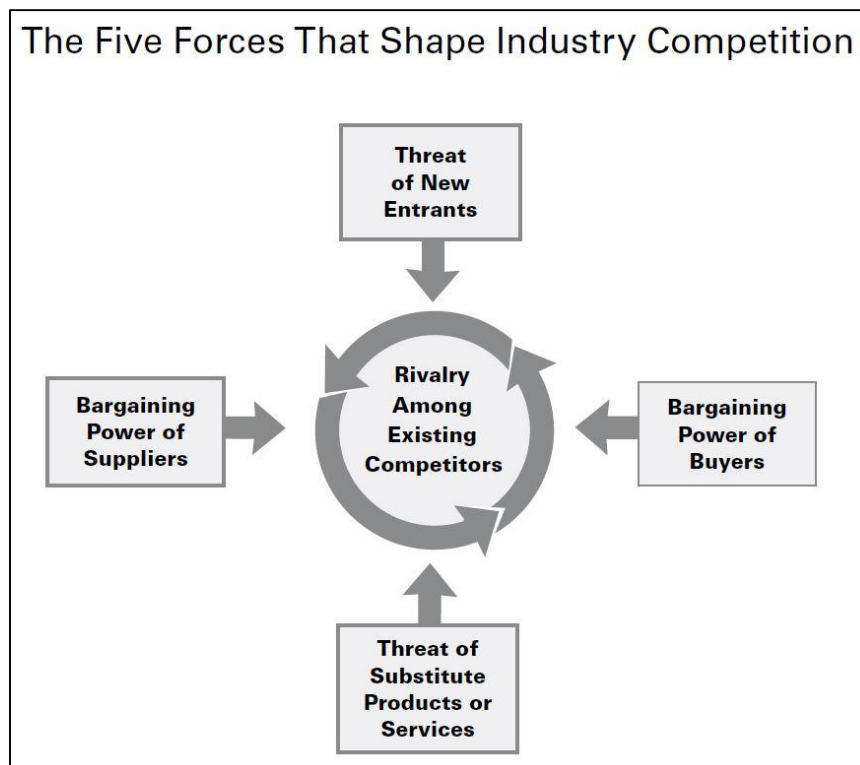 The Five Forces That Shape Industry Competition
Threat
of New
Entrants
Bargaining
Power of
Suppliers
Rivalry
Among
Existing
Competitors
Bargaining
Power of
Buyers
Threat of
Substitute
Products or
Services